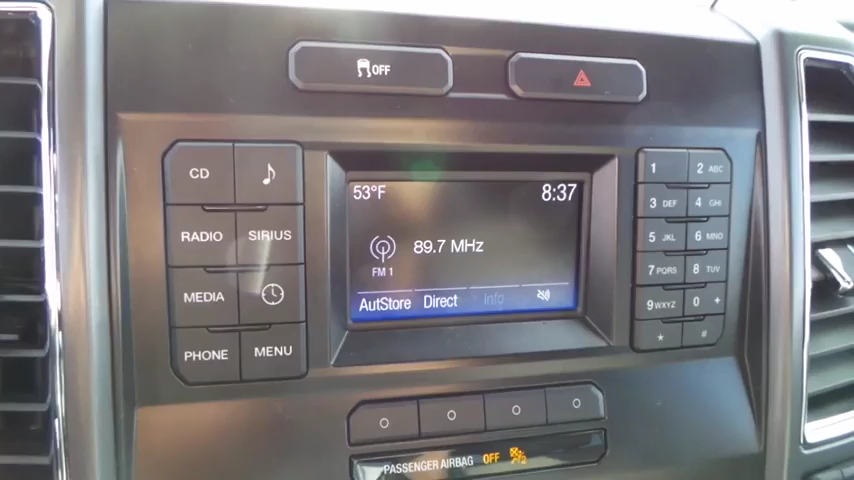 OFF
CD
RADIO SIRIUS
MEDIA
PHONE MENU
53°F 8:37
89.7 MHz
FM 1
AutStore Direct Info
1 2 ABC
3 DEF 4 GHI
5 JKL 6 MNO
7 PQRS 8 TUV
9 WXYZ 0 +
* #
PASSENGER AIRBAG OFF